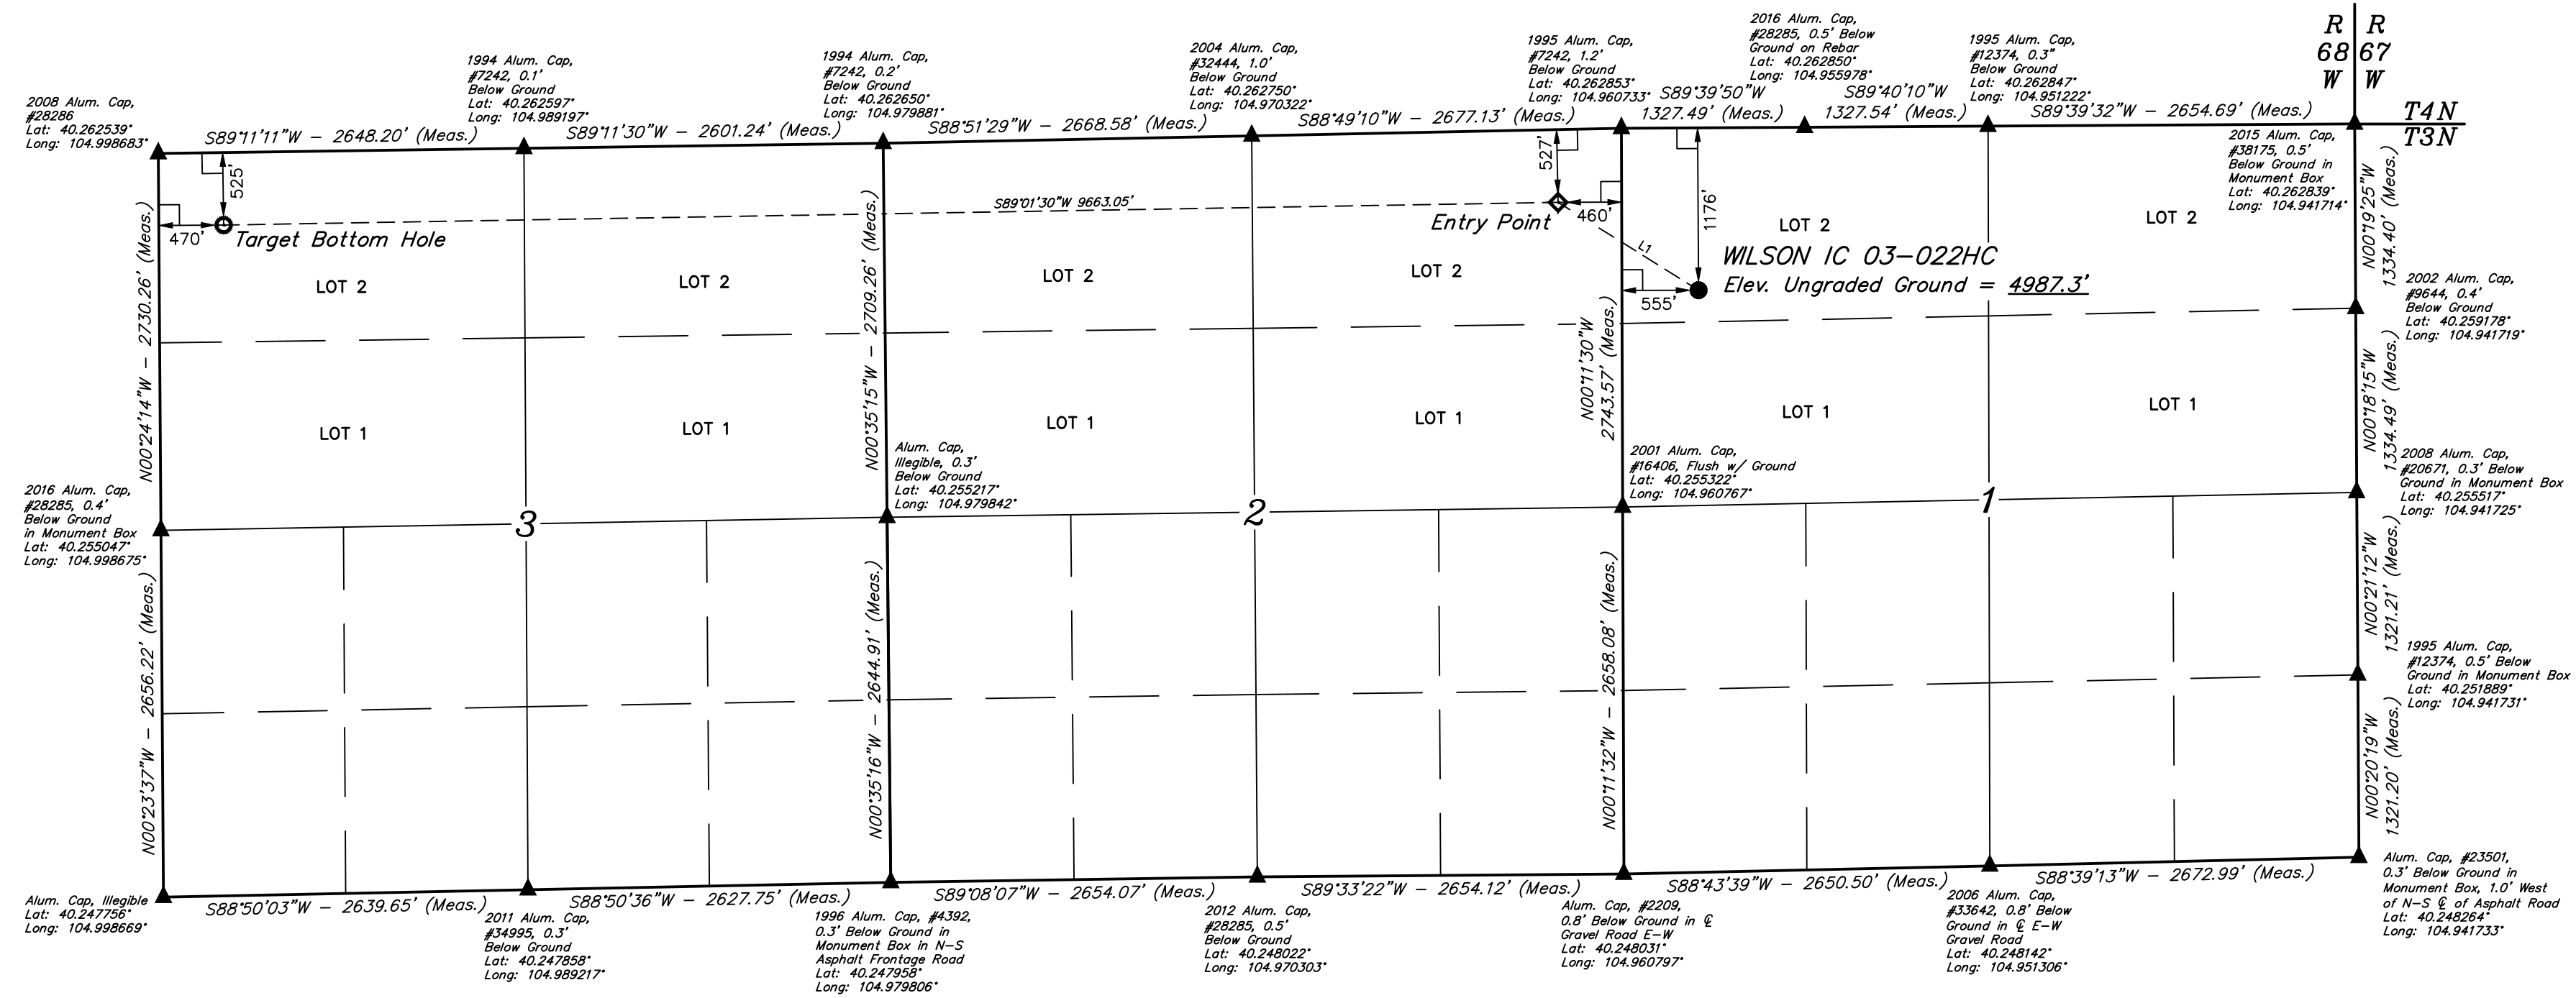 R R
68 67
W W
T4N
T3N
2008 Alum. Cap,
#28286
Lat: 40.262539°
Long: 104.998683°
1994 Alum. Cap,
#7242, 0.1'
Below Ground
Lat: 40.262597°
Long: 104.989197°
1994 Alum. Cap,
#7242, 0.2'
Below Ground
Lat: 40.262650°
Long: 104.979881°
2004 Alum. Cap,
#32444, 1.0'
Below Ground
Lat: 40.262750°
Long: 104.970322°
1995 Alum. Cap,
#7242, 1.2'
Below Ground
Lat: 40.262853°
Long: 104.960733°
2016 Alum. Cap,
#28285, 0.5' Below
Ground on Rebar
Lat: 40.262850°
Long: 104.955978°
1995 Alum. Cap,
#12374, 0.3"
Below Ground
Lat: 40.262847°
Long: 104.951222°
S89°11'11"W – 2648.20' (Meas.)
S89°11'30"W – 2601.24' (Meas.)
S88°51'29"W – 2668.58' (Meas.)
S88°49'10"W – 2677.13' (Meas.)
S89°39'50"W
1327.49' (Meas.)
S89°40'10"W
1327.54' (Meas.)
S89°39'32"W – 2654.69' (Meas.)
2015 Alum. Cap,
#38175, 0.5'
Below Ground in
Monument Box
Lat: 40.262839°
Long: 104.941714°
525'
470'
Target Bottom Hole
S89°01'30"W 9663.05'
527'
460'
Entry Point
L1
1176'
555'
WILSON IC 03–022HC
Elev. Ungraded Ground = 4987.3'
LOT 2
LOT 2
LOT 2
LOT 2
LOT 2
LOT 2
LOT 1
LOT 1
LOT 1
LOT 1
LOT 1
LOT 1
N00°24'14"W – 2730.26' (Meas.)
N00°35'15"W – 2709.26' (Meas.)
N00°11'30"W
2743.57' (Meas.)
N00°19'25"W
1334.40' (Meas.)
2002 Alum. Cap,
#9644, 0.4'
Below Ground
Lat: 40.259178°
Long: 104.941719°
N00°18'15"W
1334.49' (Meas.)
2016 Alum. Cap,
#28285, 0.4'
Below Ground
in Monument Box
Lat: 40.255047°
Long: 104.998675°
Alum. Cap,
Illegible, 0.3'
Below Ground
Lat: 40.255217°
Long: 104.979842°
2001 Alum. Cap,
#16406, Flush w/ Ground
Lat: 40.255322°
Long: 104.960767°
2008 Alum. Cap,
#20671, 0.3' Below
Ground in Monument Box
Lat: 40.255517°
Long: 104.941725°
3
2
1
N00°23'37"W – 2656.22' (Meas.)
N00°35'16"W – 2644.91' (Meas.)
N00°11'32"W – 2658.08' (Meas.)
N00°21'12"W
1321.21' (Meas.)
1995 Alum. Cap,
#12374, 0.5' Below
Ground in Monument Box
Lat: 40.251889°
Long: 104.941731°
N00°20'19"W
1321.20' (Meas.)
Alum. Cap, Illegible
Lat: 40.247756°
Long: 104.998669°
S88°50'03"W – 2639.65' (Meas.)
S88°50'36"W – 2627.75' (Meas.)
S89°08'07"W – 2654.07' (Meas.)
S89°33'22"W – 2654.12' (Meas.)
S88°43'39"W – 2650.50' (Meas.)
S88°39'13"W – 2672.99' (Meas.)
2011 Alum. Cap,
#34995, 0.3'
Below Ground
Lat: 40.247858°
Long: 104.989217°
1996 Alum. Cap, #4392,
0.3' Below Ground in
Monument Box in N–S
Asphalt Frontage Road
Lat: 40.247958°
Long: 104.979806°
2012 Alum. Cap,
#28285, 0.5'
Below Ground
Lat: 40.248022°
Long: 104.970303°
Alum. Cap, #2209,
0.8' Below Ground in ℄
Gravel Road E–W
Lat: 40.248031°
Long: 104.960797°
2006 Alum. Cap,
#33642, 0.8' Below
Ground in ℄ E–W
Gravel Road
Lat: 40.248142°
Long: 104.951306°
Alum. Cap, #23501,
0.3' Below Ground in
Monument Box, 1.0' West
of N–S ℄ of Asphalt Road
Lat: 40.248264°
Long: 104.941733°